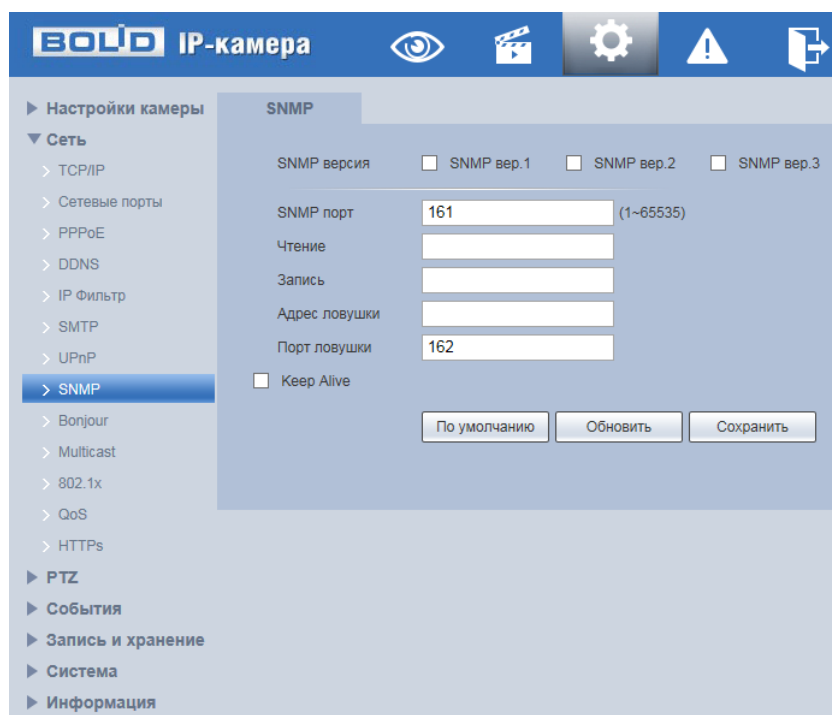 BOLID IP-камера
Настройки камеры
Сеть
TCP/IP
Сетевые порты
PPPoE
DDNS
IP Фильтр
SMTP
UPnP
SNMP
Bonjour
Multicast
802.1x
QoS
HTTPs
PTZ
События
Запись и хранение
Система
Информация
SNMP
SNMP версия SNMP вер.1 SNMP вер.2 SNMP вер.3
SNMP порт 161 (1~65535)
Чтение
Запись
Адрес ловушки
Порт ловушки 162
Keep Alive
По умолчанию Обновить Сохранить